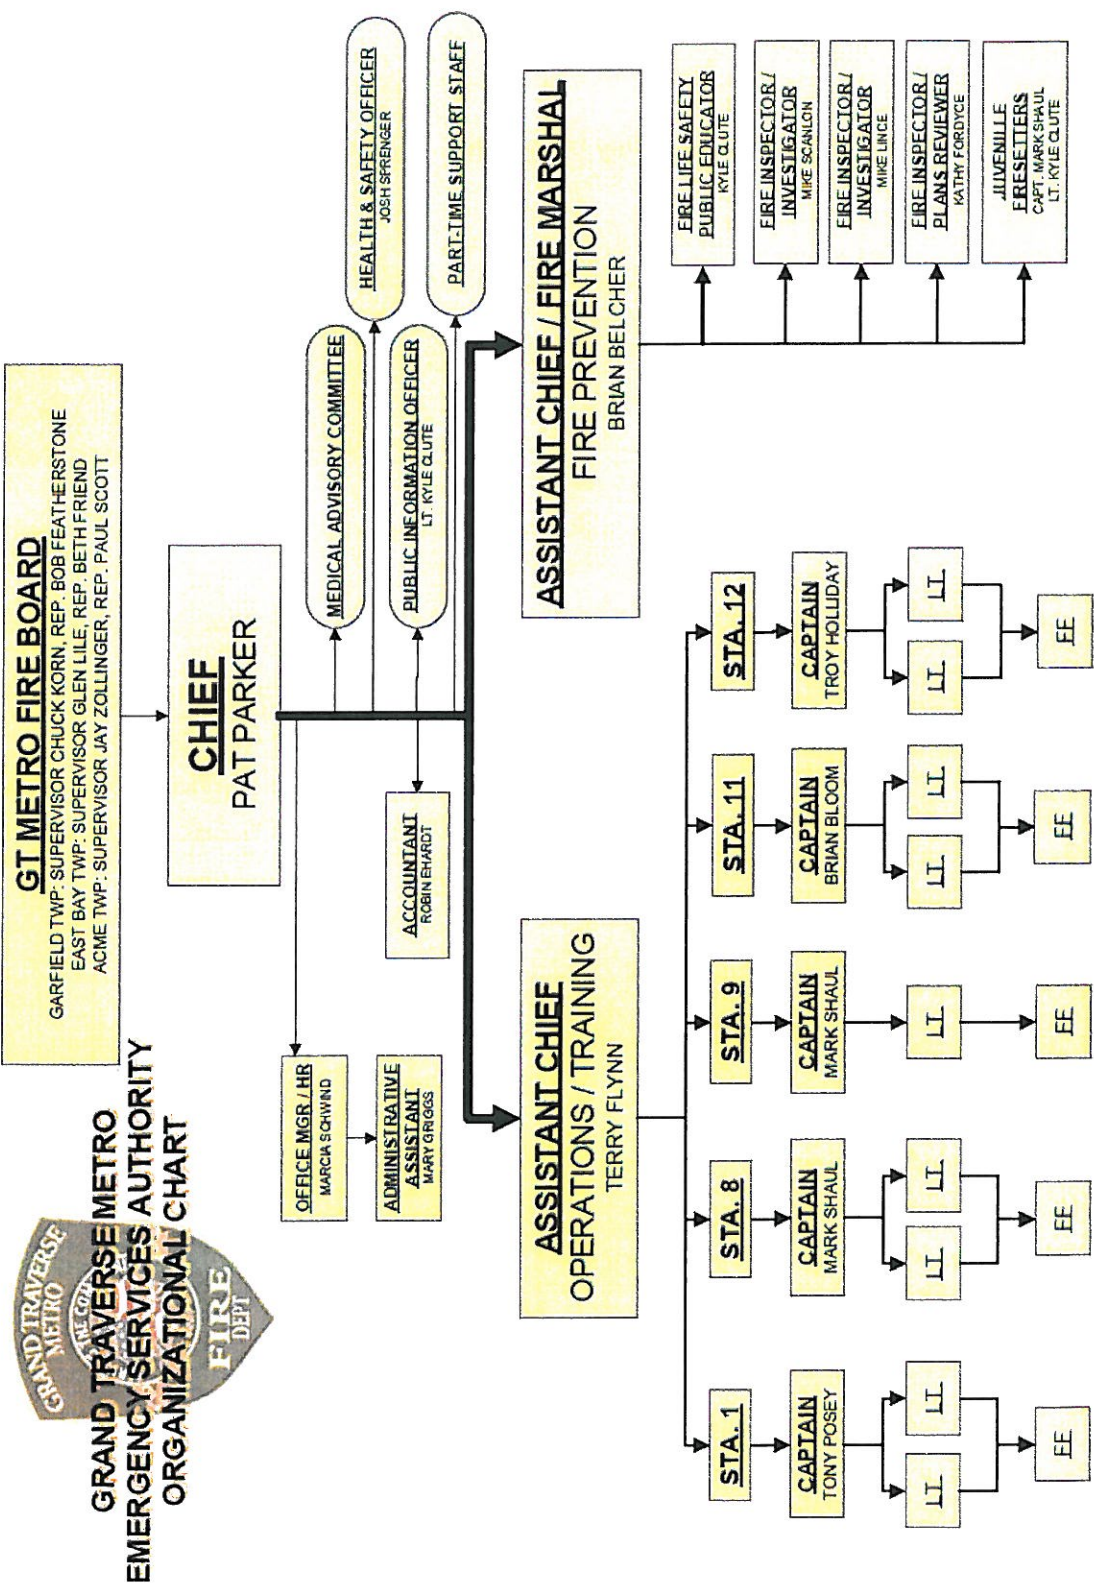 GRAND TRAVERSE
METRO
FIRE
DEPT
GRAND TRAVERSE METRO
EMERGENCY SERVICES AUTHORITY
ORGANIZATIONAL CHART
GT METRO FIRE BOARD
GARFIELD TWP: SUPERVISOR CHUCK KORN, REP. BOB FEATHERSTONE
EAST BAY TWP: SUPERVISOR GLEN LILE, REP. BETH FRIEND
ACME TWP: SUPERVISOR JAY ZOLLINGER, REP. PAUL SCOTT
CHIEF
PAT PARKER
OFFICE MGR / HR
MARCIA SCHWIND
ADMINISTRATIVE
ASSISTANT
MARY GRIGGS
ACCOUNTANT
ROBIN EHARDT
MEDICAL ADVISORY COMMITTEE
HEALTH & SAFETY OFFICER
JOSH SPRENGER
PUBLIC INFORMATION OFFICER
LT. KYLE CLUTE
PART-TIME SUPPORT STAFF
ASSISTANT CHIEF
OPERATIONS / TRAINING
TERRY FLYNN
ASSISTANT CHIEF / FIRE MARSHAL
FIRE PREVENTION
BRIAN BELCHER
STA. 1
CAPTAIN
TONY POSEY
LT.
LT.
FF
STA. 8
CAPTAIN
MARK SHAUL
LT.
LT.
FF
STA. 9
CAPTAIN
MARK SHAUL
LT.
FF
STA. 11
CAPTAIN
BRIAN BLOOM
LT.
LT.
FF
STA. 12
CAPTAIN
TROY HOLLIDAY
LT.
LT.
FF
FIRE LIFE SAFETY
PUBLIC EDUCATOR
KYLE CLUTE
FIRE INSPECTOR /
INVESTIGATOR
MIKE SCANLON
FIRE INSPECTOR /
INVESTIGATOR
MIKE LINCE
FIRE INSPECTOR /
PLANS REVIEWER
KATHY FORDYCE
JUVENILLE
FIRESETTERS
CAPT. MARK SHAUL
LT. KYLE CLUTE